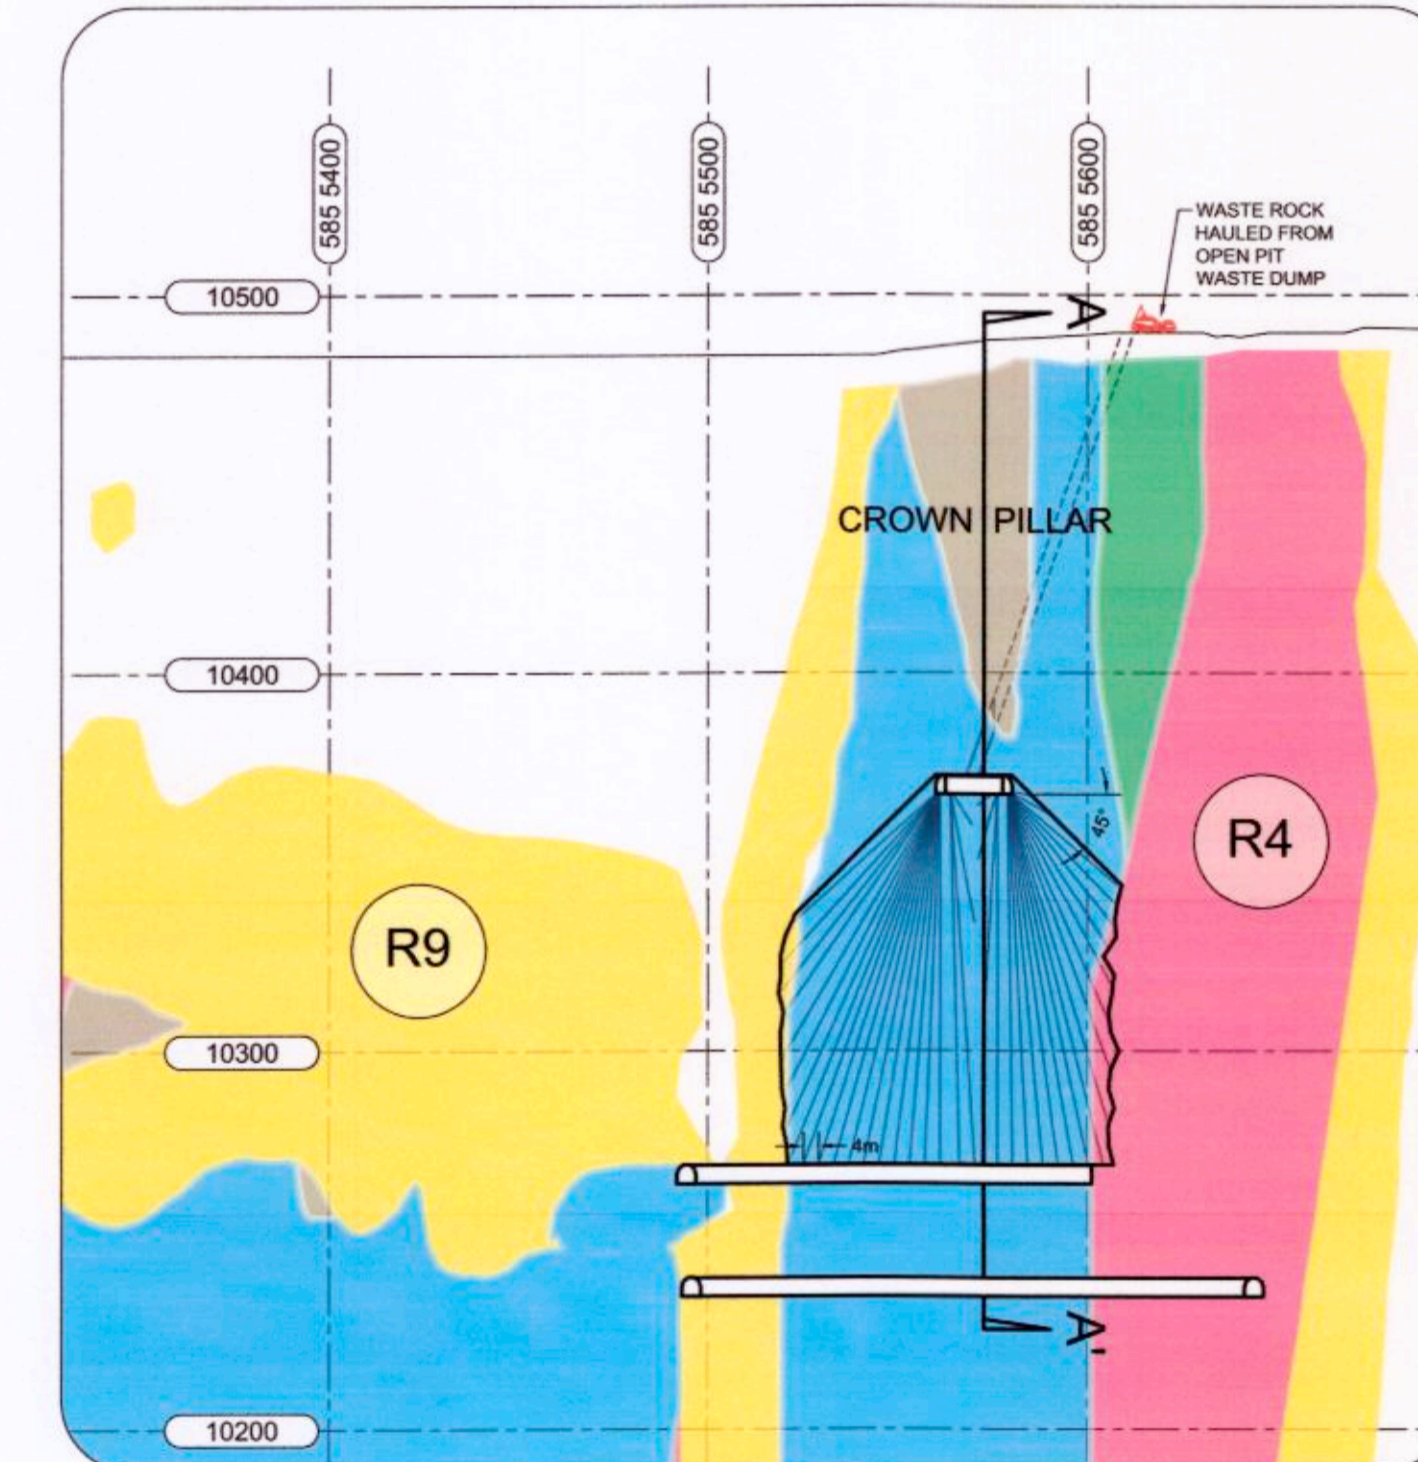 585 5400
585 5500
585 5600
WASTE ROCK
HAULED FROM
OPEN PIT
WASTE DUMP
10500
A
CROWN PILLAR
10400
45°
R4
R9
10300
4m
A'
10200